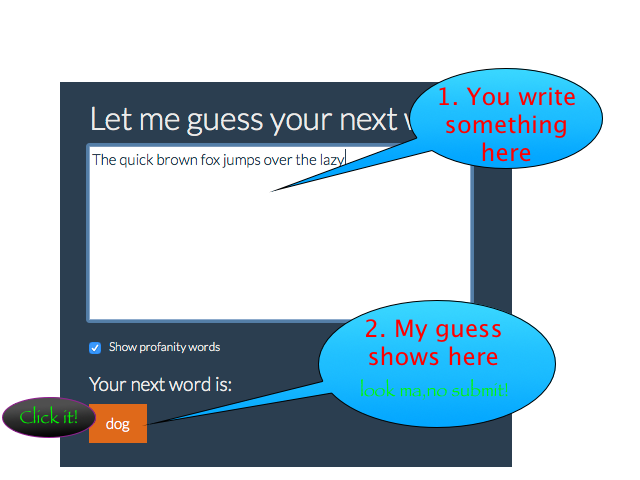 Let me guess your next w
1. You write
something
here
The quick brown fox jumps over the lazy
2. My guess
shows here
look ma,no submit!
Show profanity words
Your next word is:
Click it!
dog